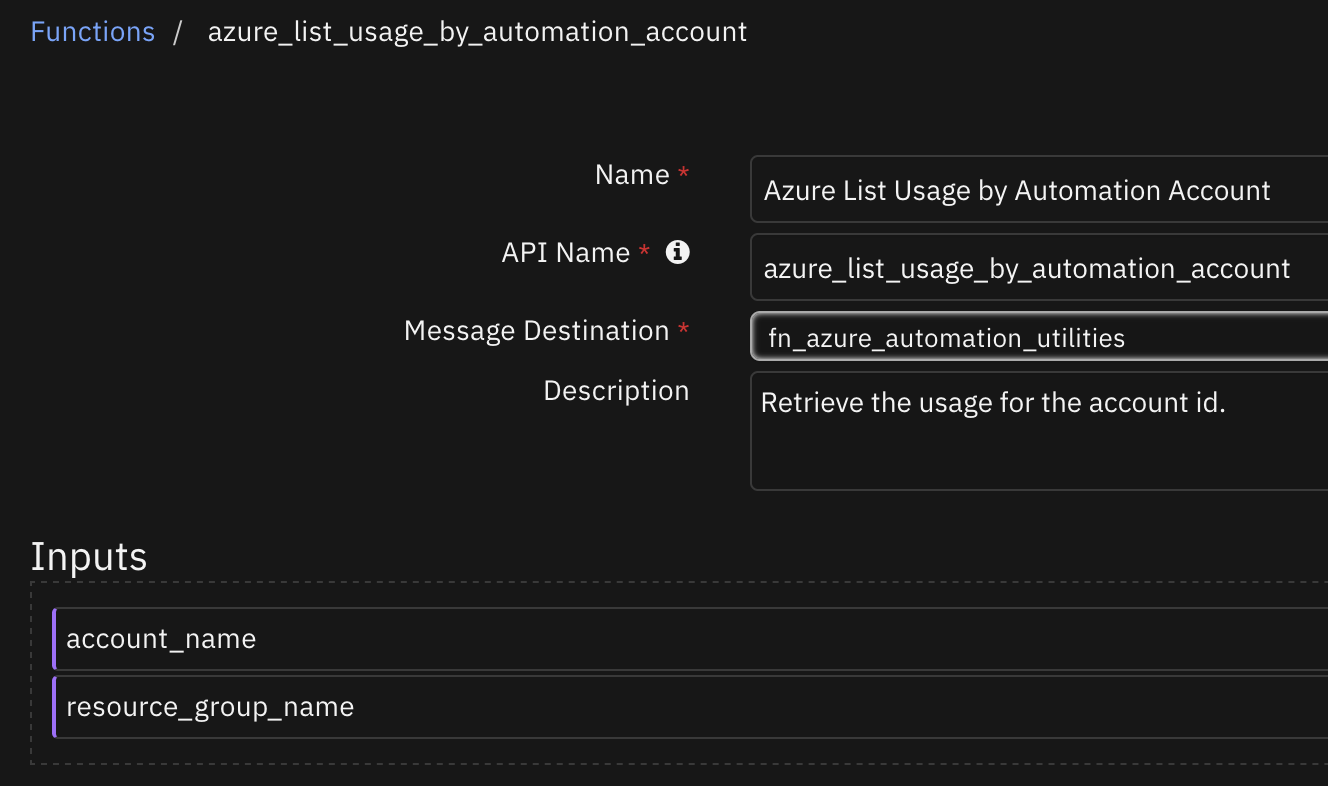 Functions / azure_list_usage_by_automation_account
Name * Azure List Usage by Automation Account
API Name * azure_list_usage_by_automation_account
Message Destination * fn_azure_automation_utilities
Description Retrieve the usage for the account id.
Inputs
account_name
resource_group_name